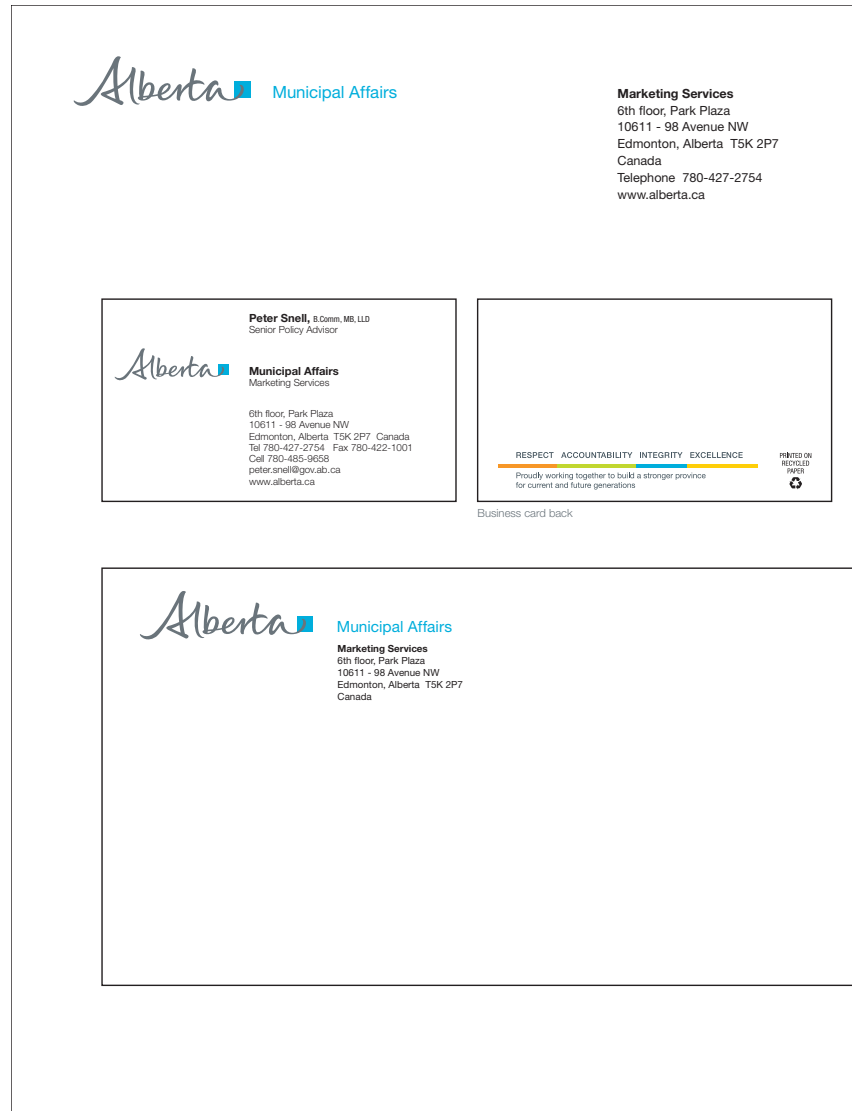 Alberta Municipal Affairs
Marketing Services
6th floor, Park Plaza
10611 - 98 Avenue NW
Edmonton, Alberta  T5K 2P7
Canada
Telephone  780-427-2754
www.alberta.ca
Peter Snell, B.Comm, MB, LLD
Senior Policy Advisor
Alberta
Municipal Affairs
Marketing Services
6th floor, Park Plaza
10611 - 98 Avenue NW
Edmonton, Alberta  T5K 2P7  Canada
Tel 780-427-2754   Fax 780-422-1001
Cell 780-485-9658
peter.snell@gov.ab.ca
www.alberta.ca
RESPECT  ACCOUNTABILITY  INTEGRITY  EXCELLENCE
Proudly working together to build a stronger province
for current and future generations
PRINTED ON
RECYCLED
PAPER
Business card back
Alberta Municipal Affairs
Marketing Services
6th floor, Park Plaza
10611 - 98 Avenue NW
Edmonton, Alberta  T5K 2P7
Canada